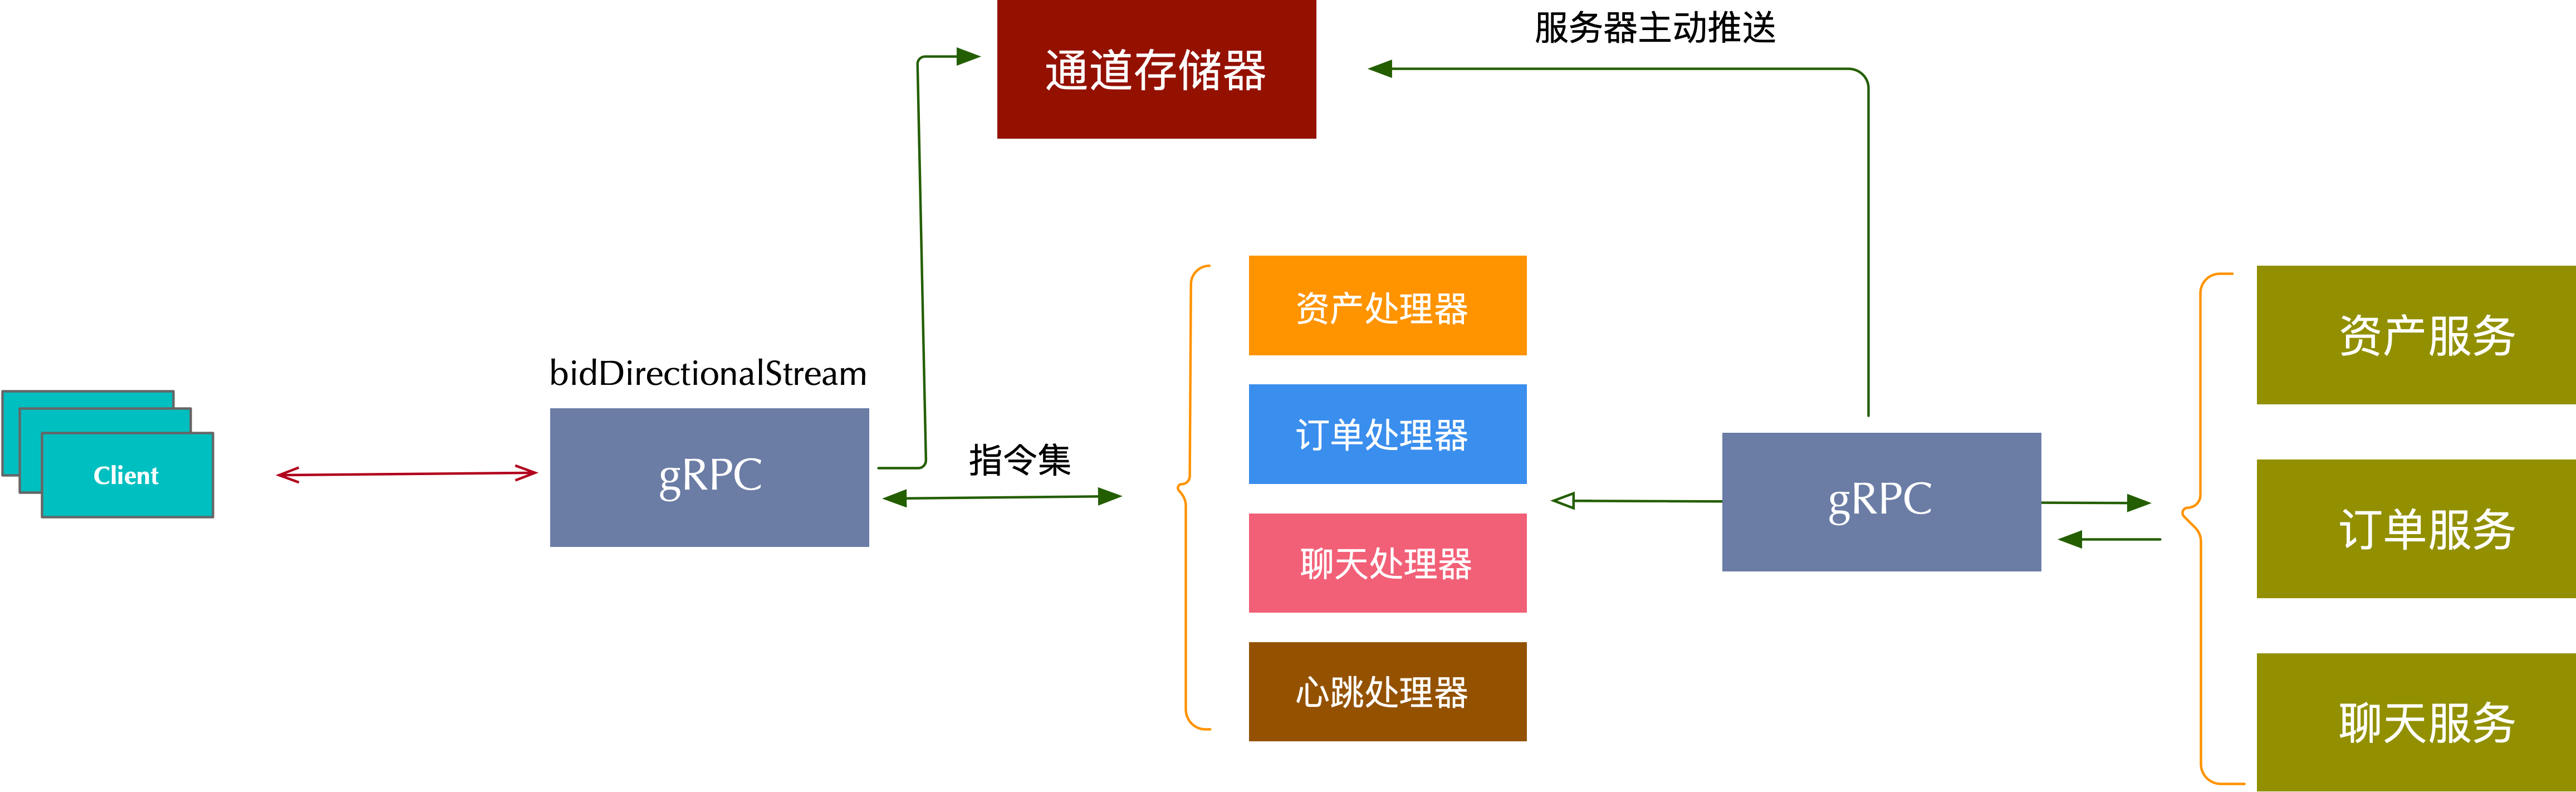 服务器主动推送
通道存储器
bidDirectionalStream
Client
gRPC
指令集
资产处理器
订单处理器
聊天处理器
心跳处理器
gRPC
资产服务
订单服务
聊天服务